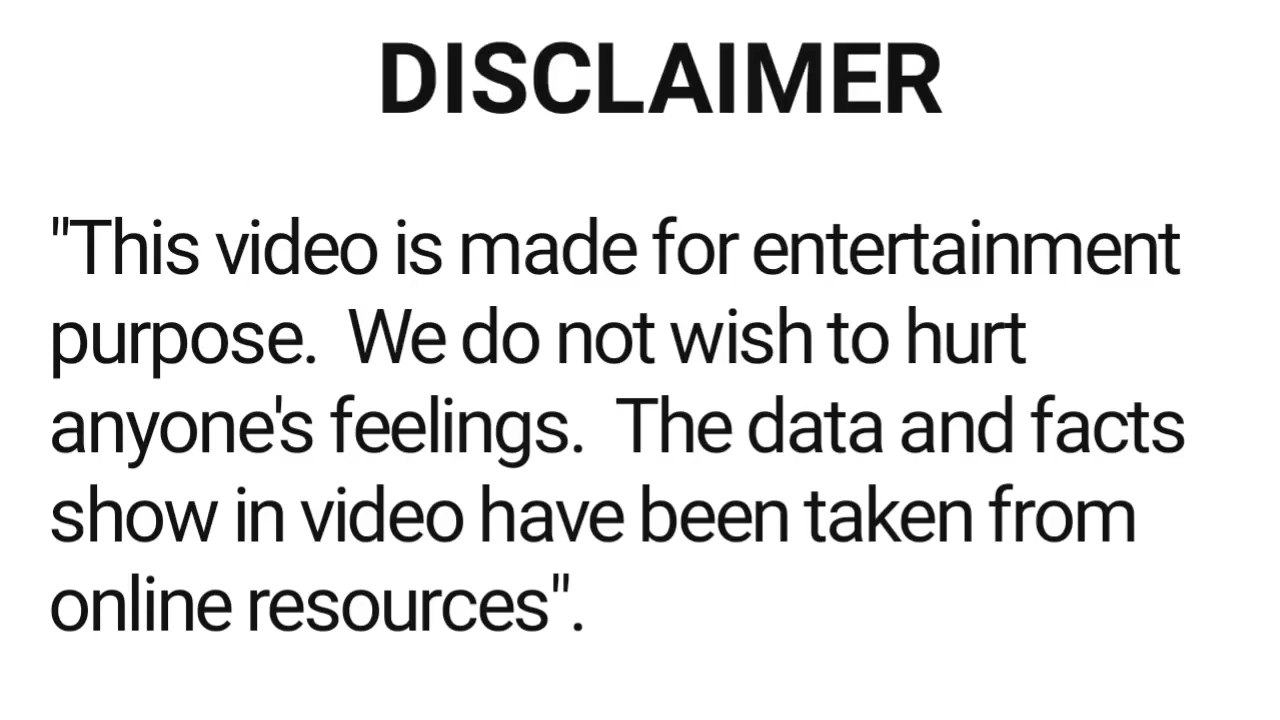 DISCLAIMER
"This video is made for entertainment
purpose.  We do not wish to hurt
anyone's feelings.  The data and facts
show in video have been taken from
online resources".